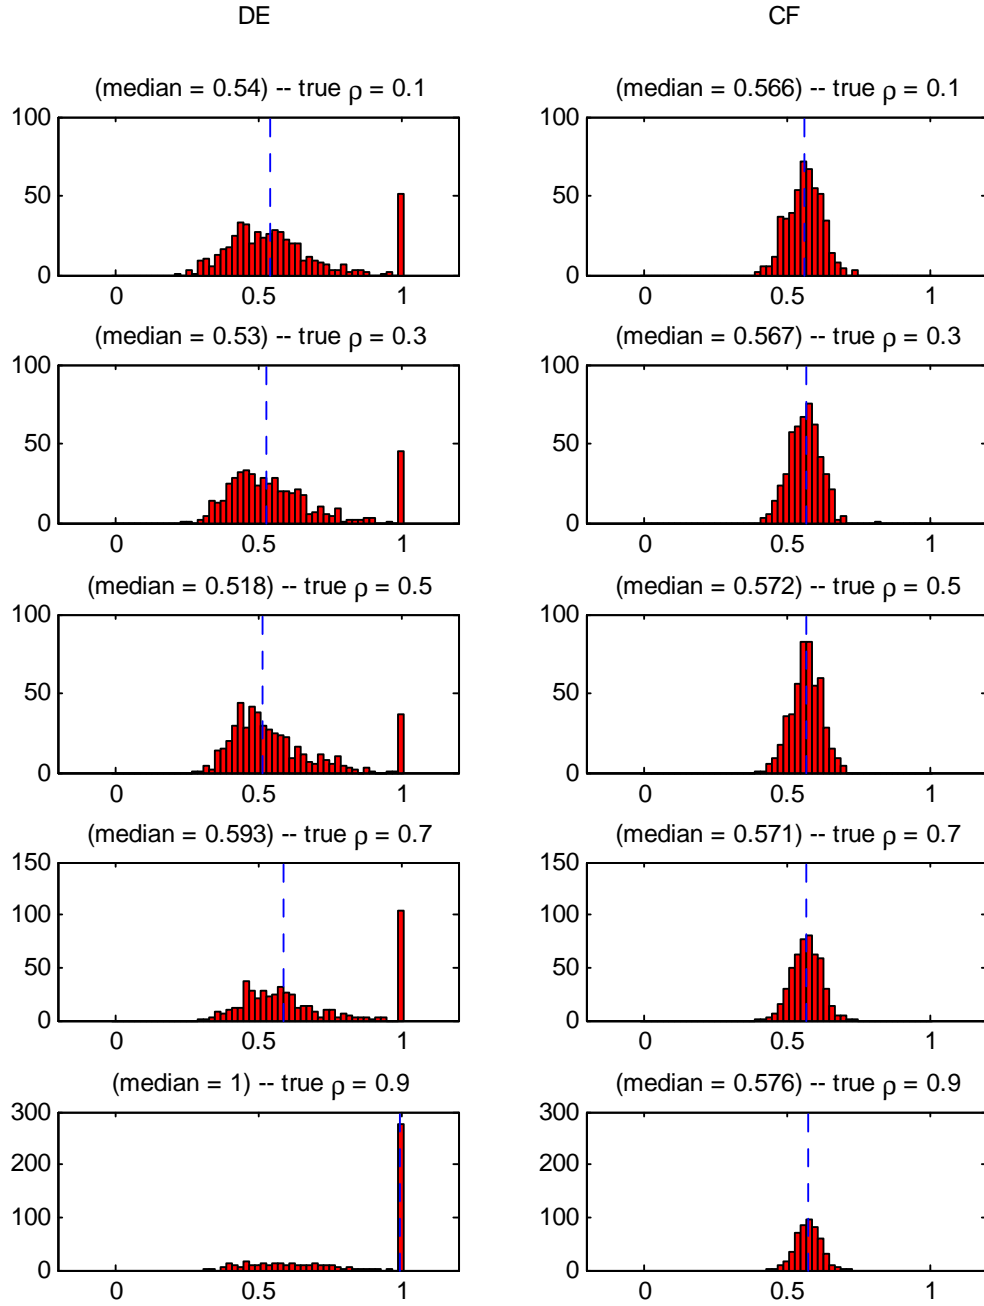 DE
CF
(median = 0.54) -- true ρ = 0.1
(median = 0.566) -- true ρ = 0.1
100
50
0
0 0.5 1
100
50
0
0 0.5 1
(median = 0.53) -- true ρ = 0.3
(median = 0.567) -- true ρ = 0.3
100
50
0
0 0.5 1
100
50
0
0 0.5 1
(median = 0.518) -- true ρ = 0.5
(median = 0.572) -- true ρ = 0.5
100
50
0
0 0.5 1
100
50
0
0 0.5 1
(median = 0.593) -- true ρ = 0.7
(median = 0.571) -- true ρ = 0.7
150
100
50
0
0 0.5 1
150
100
50
0
0 0.5 1
(median = 1) -- true ρ = 0.9
(median = 0.576) -- true ρ = 0.9
300
200
100
0
0 0.5 1
300
200
100
0
0 0.5 1